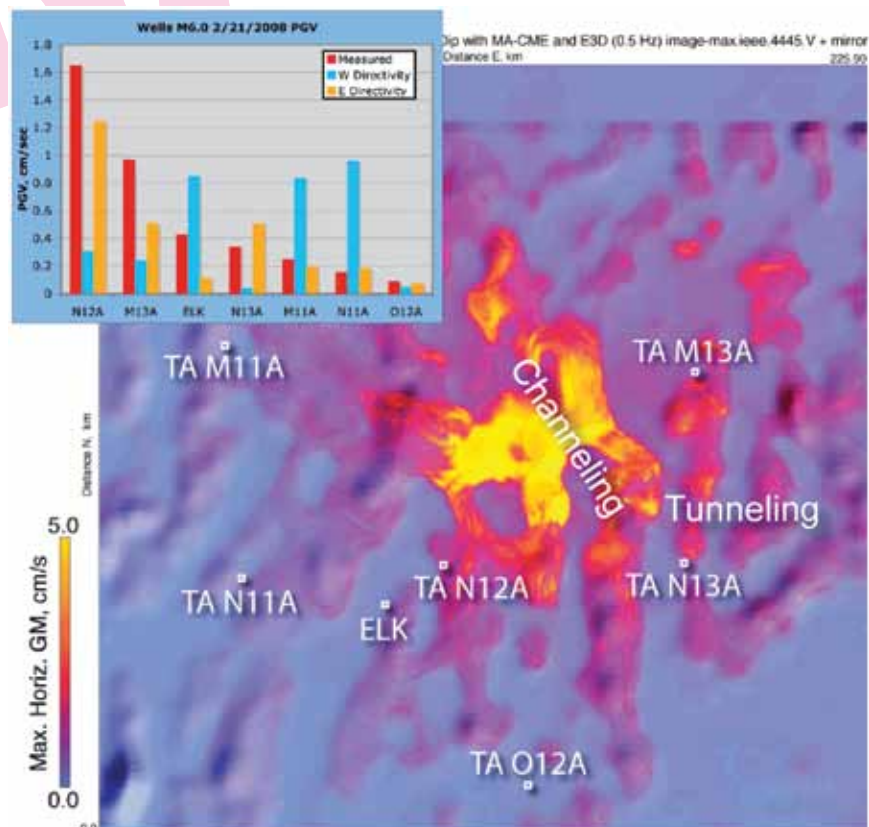 Wells M6.0 2/21/2008 PGV
1.8
1.6
1.4
1.2
1
0.8
0.6
0.4
0.2
0
PGV, cm/sec
Measured
W Directivity
E Directivity
N12A
M13A
ELK
N13A
M11A
N11A
O12A
Dip with MA-CME and E3D (0.5 Hz) image-max.ieee.4445.V + mirror
Distance E, km
225.90
TA M11A
TA M13A
Channeling
Distance N, km
Tunneling
5.0
Max. Horiz. GM, cm/s
0.0
TA N11A
TA N12A
TA N13A
ELK
TA O12A